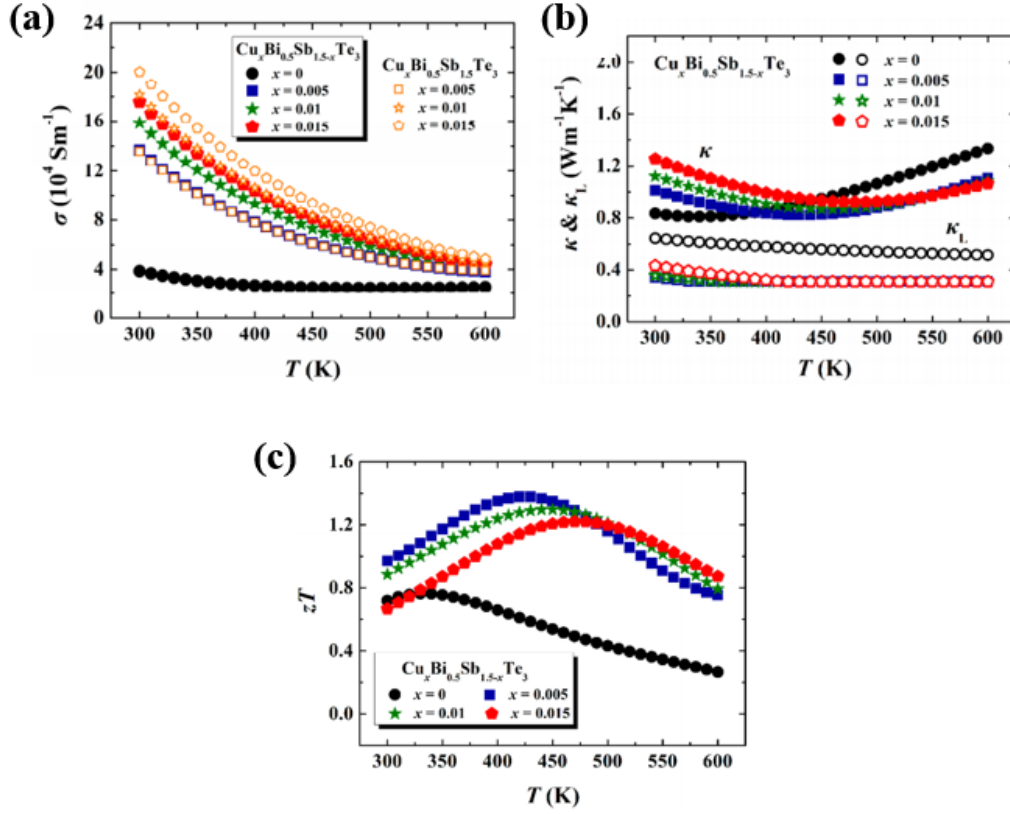 (a)
24
20
16
12
8
4
0
σ (10⁴ Sm⁻¹)
CuₓBi₀.₅Sb₁.₅₋ₓTe₃
x = 0
x = 0.005
x = 0.01
x = 0.015
CuₓBi₀.₅Sb₁.₅Te₃
x = 0.005
x = 0.01
x = 0.015
300 350 400 450 500 550 600
T (K)
(b)
2.0
1.6
1.2
0.8
0.4
0.0
κ & κ_L (Wm⁻¹K⁻¹)
CuₓBi₀.₅Sb₁.₅₋ₓTe₃
x = 0
x = 0.005
x = 0.01
x = 0.015
κ
κ_L
300 350 400 450 500 550 600
T (K)
(c)
1.6
1.2
0.8
0.4
0.0
zT
CuₓBi₀.₅Sb₁.₅₋ₓTe₃
x = 0 x = 0.005
x = 0.01 x = 0.015
300 350 400 450 500 550 600
T (K)